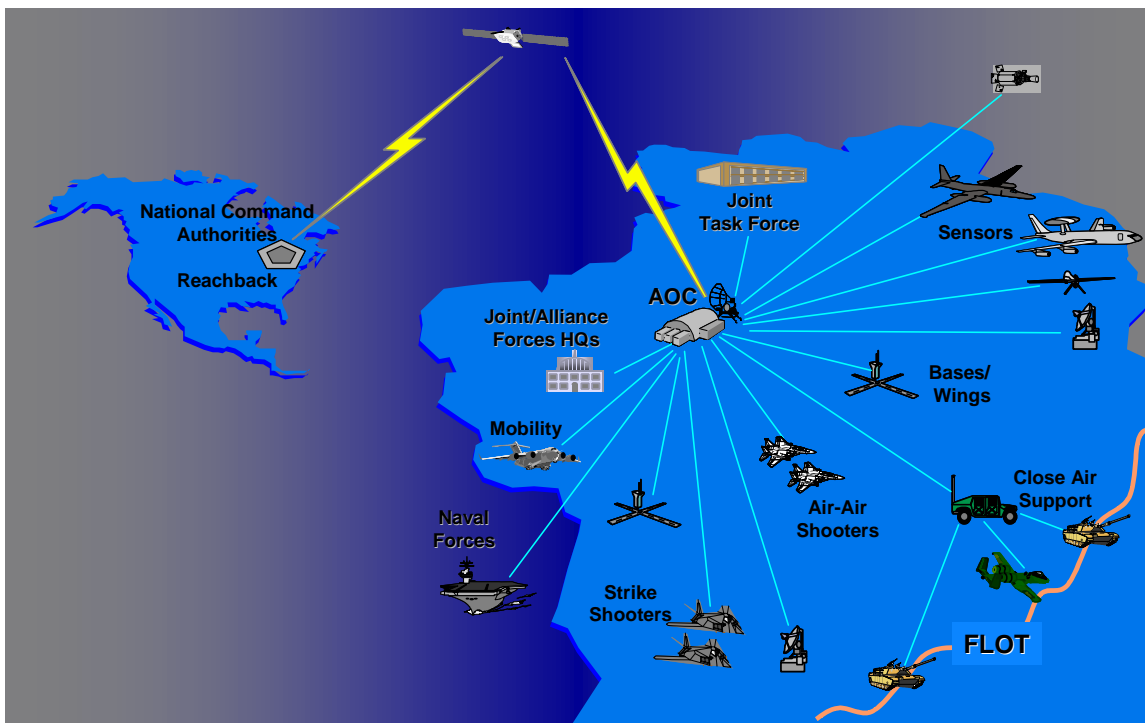 National Command
Authorities
Reachback
Joint
Task Force
Sensors
AOC
Joint/Alliance
Forces HQs
Bases/
Wings
Mobility
Close Air
Support
Air-Air
Shooters
Naval
Forces
Strike
Shooters
FLOT